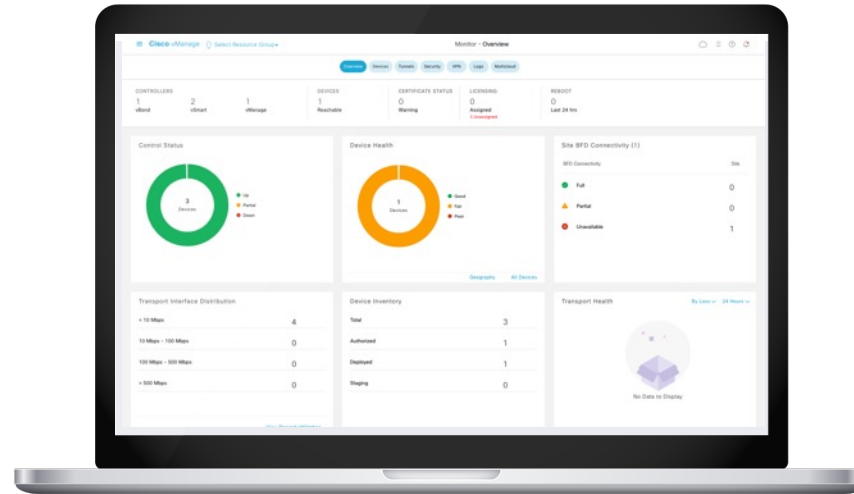 Cisco vManage Select Resource Group
Monitor · Overview
Overview Devices Tunnels Security VPN Logs Multicloud
CONTROLLERS
1 2 1
vBond vSmart vManage
DEVICES
1
Reachable
CERTIFICATE STATUS
0
Warning
LICENSING
0
Assigned
1 Unassigned
REBOOT
0
Last 24 hrs
Control Status
3
Devices
Up
Partial
Down
Device Health
1
Devices
Good
Fair
Poor
Geography All Devices
Site BFD Connectivity (1)
BFD Connectivity Site
Full 0
Partial 0
Unavailable 1
Transport Interface Distribution
< 10 Mbps 4
10 Mbps - 100 Mbps 0
100 Mbps - 500 Mbps 0
> 500 Mbps 0
Device Inventory
Total 3
Authorized 1
Deployed 1
Staging 0
Transport Health
By Loss 24 Hours
No Data to Display